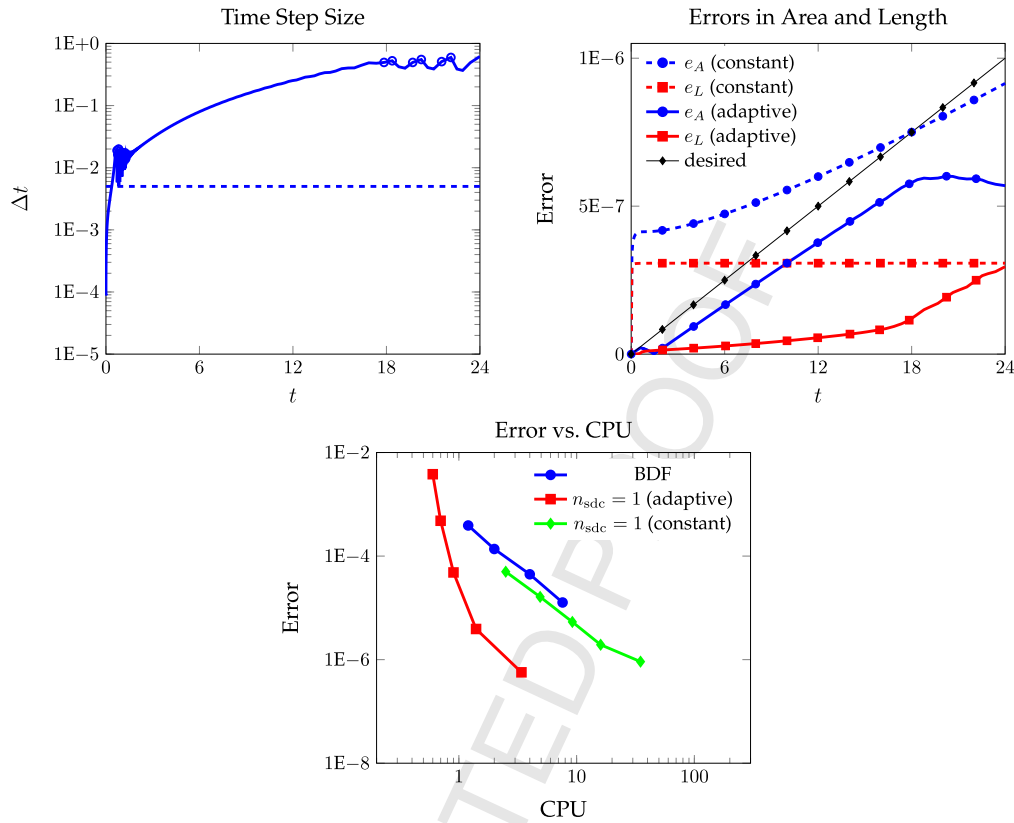 Time Step Size
1E+0
1E−1
1E−2
1E−3
1E−4
1E−5
Δt
0 6 12 18 24
t
Errors in Area and Length
e_A (constant)
e_L (constant)
e_A (adaptive)
e_L (adaptive)
desired
1E−6
5E−7
0
Error
0 6 12 18 24
t
Error vs. CPU
BDF
n_sdc = 1 (adaptive)
n_sdc = 1 (constant)
1E−2
1E−4
1E−6
1E−8
Error
1 10 100
CPU
TED PROOF